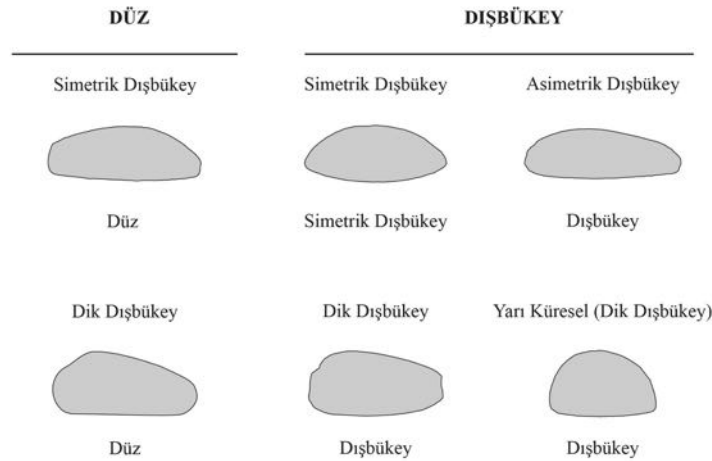 DÜZ
DIŞBÜKEY
Simetrik Dışbükey
Simetrik Dışbükey
Asimetrik Dışbükey
Düz
Simetrik Dışbükey
Dışbükey
Dik Dışbükey
Dik Dışbükey
Yarı Küresel (Dik Dışbükey)
Düz
Dışbükey
Dışbükey